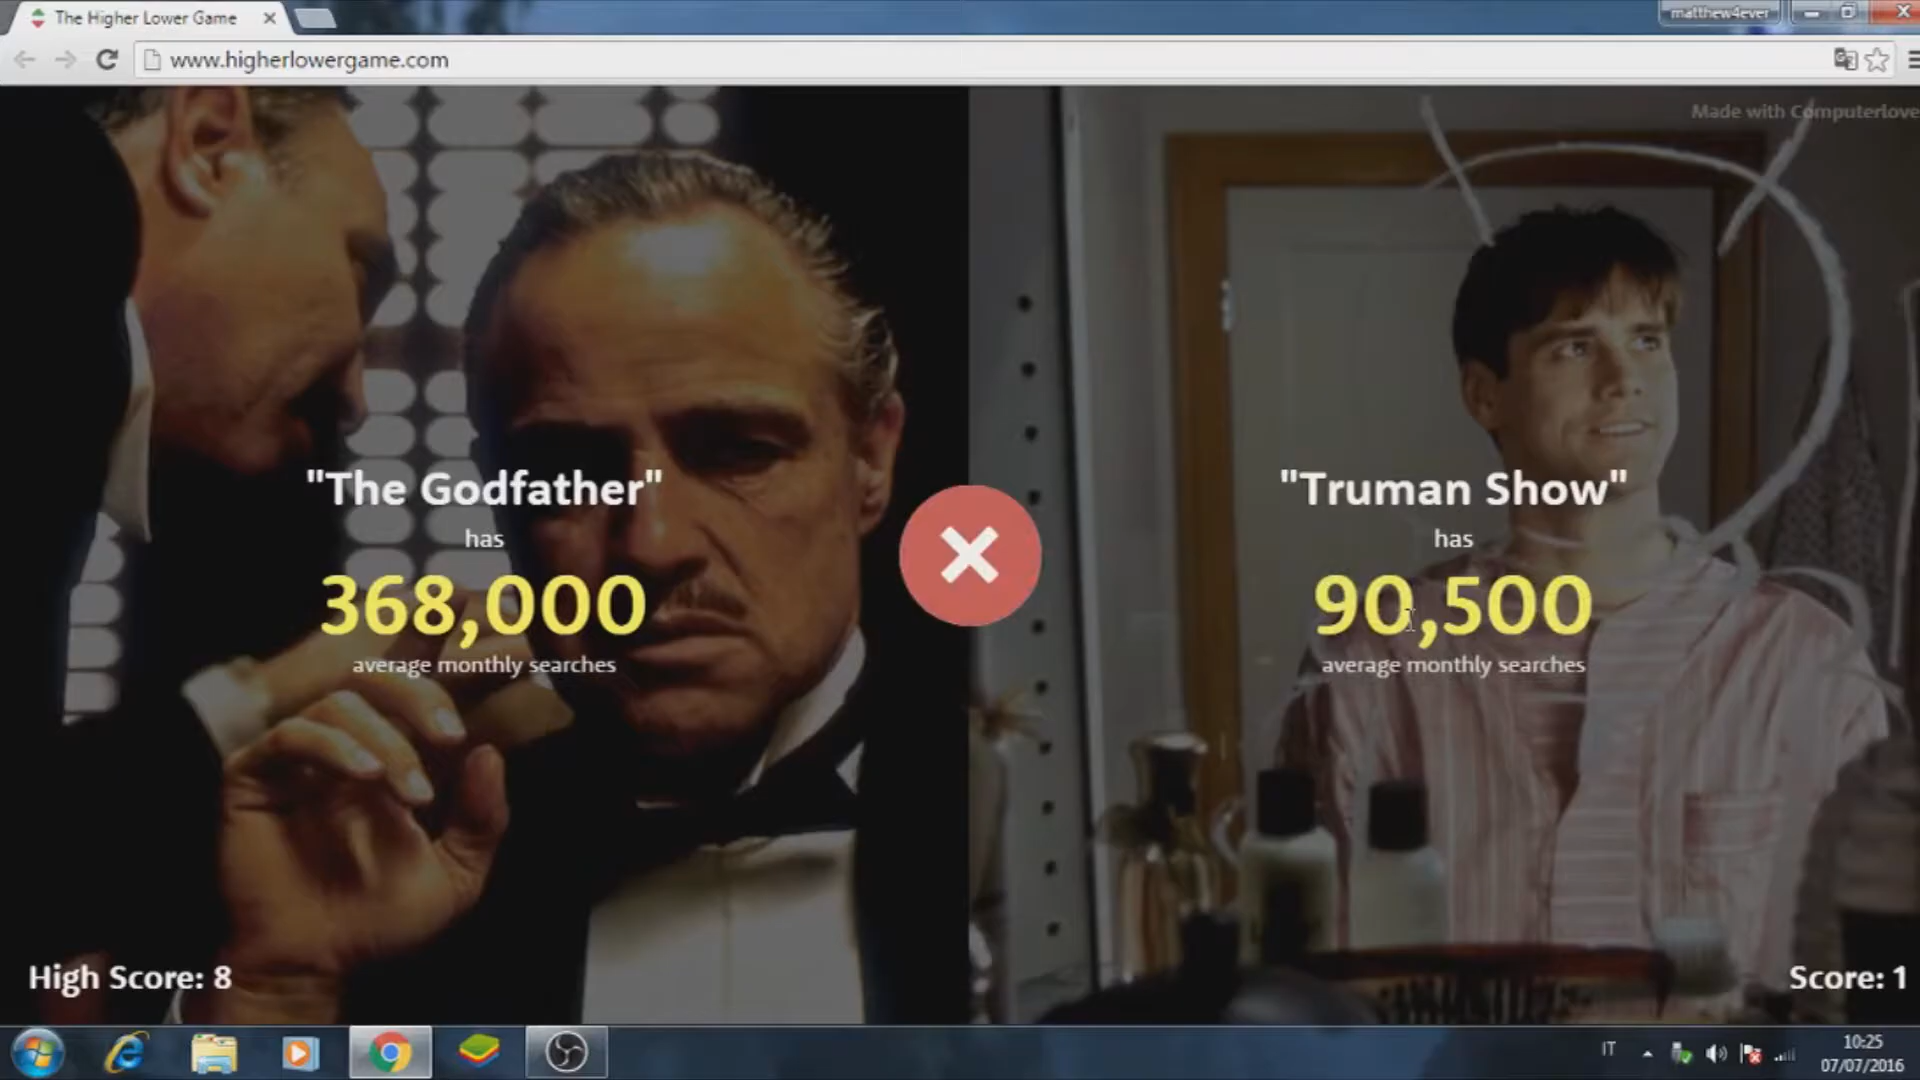 The Higher Lower Game
matthew4ever
www.higherlowergame.com
Made with Computerlove
"The Godfather"
has
368,000
average monthly searches
"Truman Show"
has
90,500
average monthly searches
High Score: 8
Score: 1
IT
10:25
07/07/2016